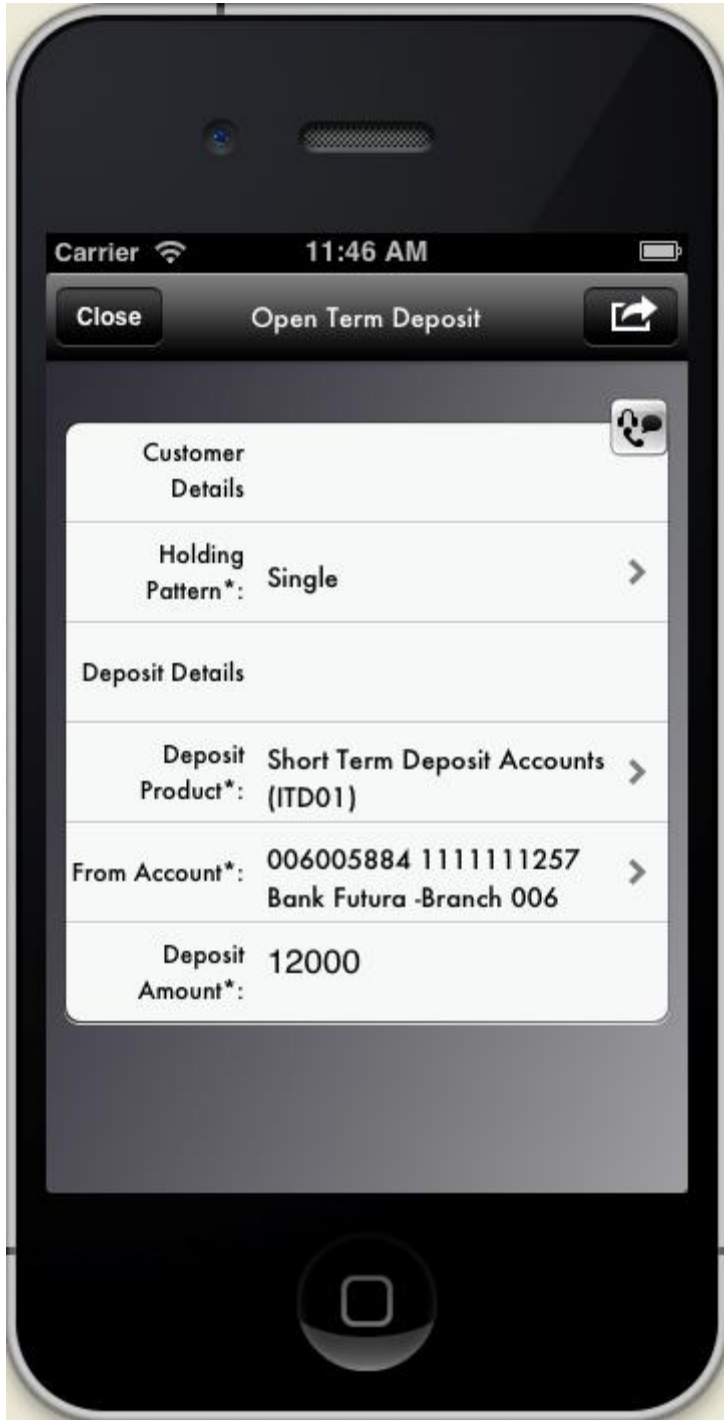 Carrier 11:46 AM
Close Open Term Deposit
Customer
Details
Holding
Pattern*: Single
Deposit Details
Deposit
Product*: Short Term Deposit Accounts
(ITD01)
From Account*: 006005884 1111111257
Bank Futura -Branch 006
Deposit
Amount*: 12000